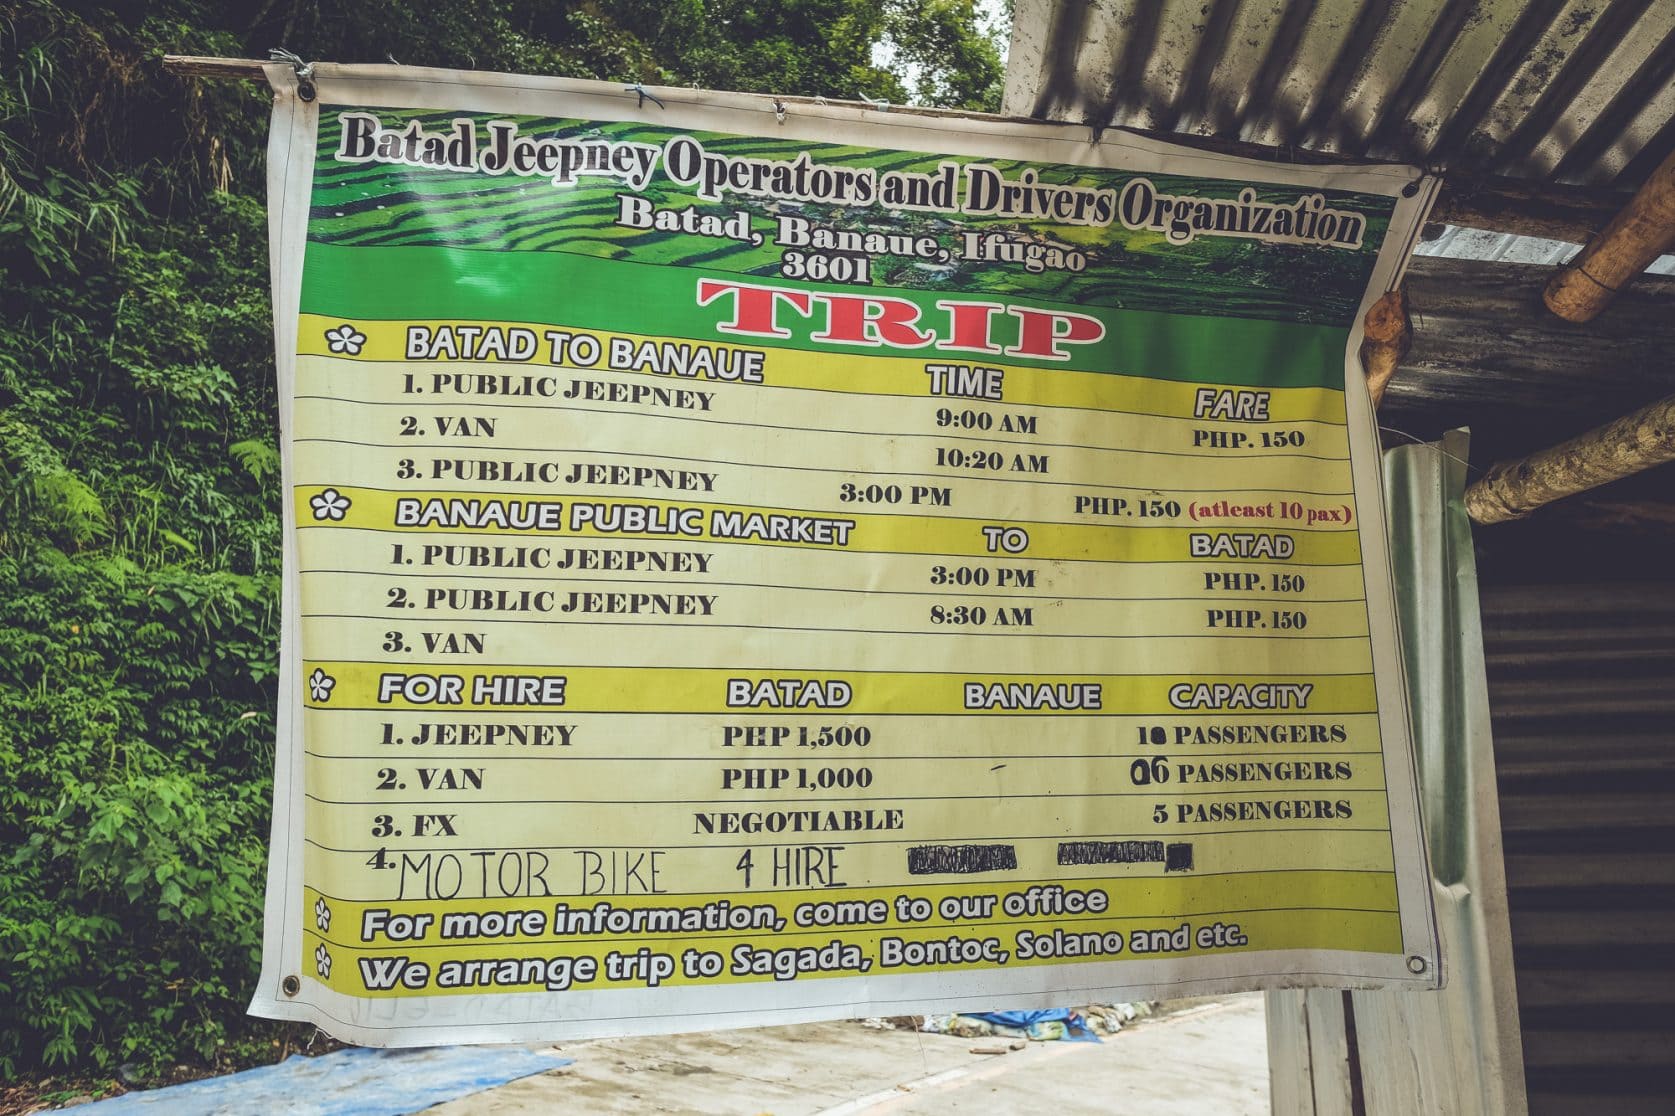 Batad Jeepney Operators and Drivers Organization
Batad, Banaue, Ifugao
3601
TRIP
BATAD TO BANAUE TIME FARE
1. PUBLIC JEEPNEY 9:00 AM PHP. 150
2. VAN 10:20 AM
3. PUBLIC JEEPNEY 3:00 PM PHP. 150 (atleast 10 pax)
BANAUE PUBLIC MARKET TO BATAD
1. PUBLIC JEEPNEY 3:00 PM PHP. 150
2. PUBLIC JEEPNEY 8:30 AM PHP. 150
3. VAN
FOR HIRE BATAD BANAUE CAPACITY
1. JEEPNEY PHP 1,500 PASSENGERS
2. VAN PHP 1,000 06 PASSENGERS
3. FX NEGOTIABLE 5 PASSENGERS
4. MOTOR BIKE 4 HIRE
For more information, come to our office
We arrange trip to Sagada, Bontoc, Solano and etc.